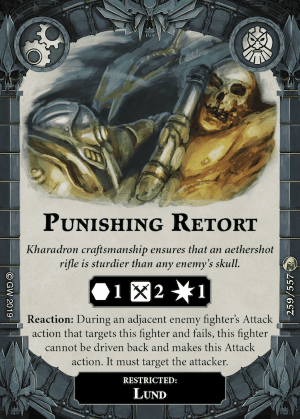 PUNISHING RETORT
Kharadron craftsmanship ensures that an aethershot
rifle is sturdier than any enemy's skull.
1 2 1
Reaction: During an adjacent enemy fighter's Attack
action that targets this fighter and fails, this fighter
cannot be driven back and makes this Attack
action. It must target the attacker.
RESTRICTED:
LUND
© GW 2019
259/557